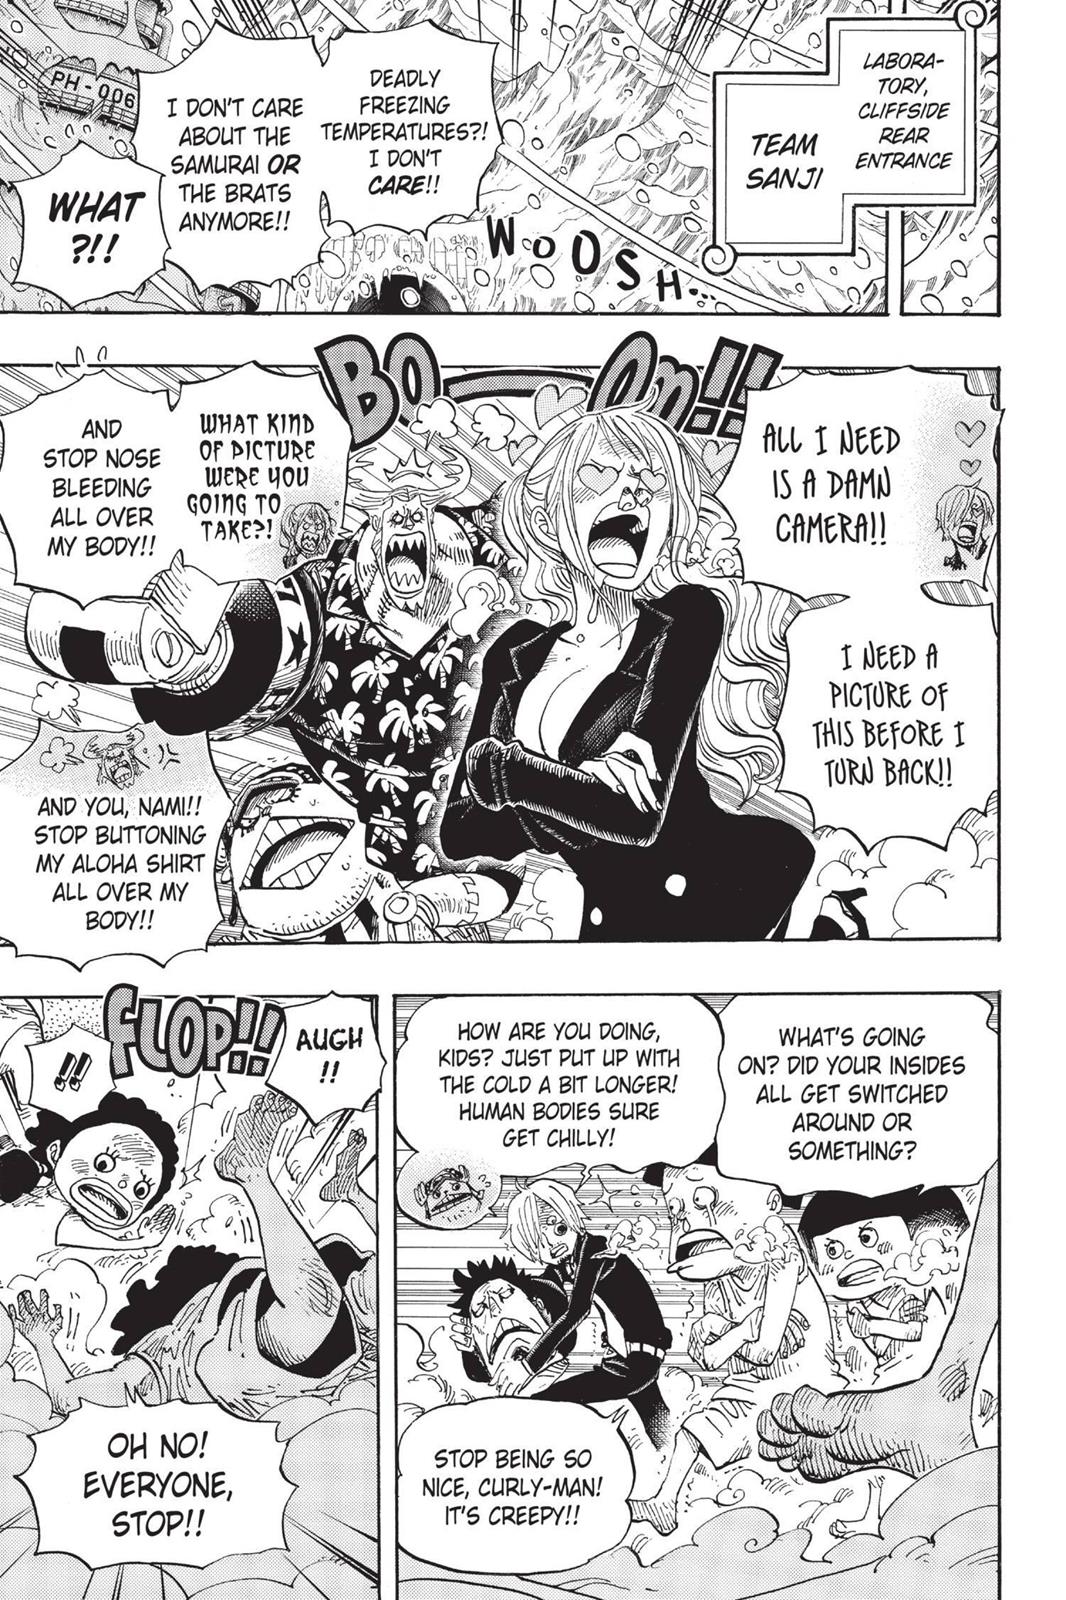 LABORA-
TORY,
CLIFFSIDE
REAR
ENTRANCE
TEAM
SANJI
DEADLY
FREEZING
TEMPERATURES?!
I DON'T
CARE!!
I DON'T CARE
ABOUT THE
SAMURAI OR
THE BRATS
ANYMORE!!
PH-006
WHAT
?!!
WOOSH...
BO—On!!
ALL I NEED
IS A DAMN
CAMERA!!
I NEED A
PICTURE OF
THIS BEFORE I
TURN BACK!!
WHAT KIND
OF PICTURE
WERE YOU
GOING TO
TAKE?!
AND
STOP NOSE
BLEEDING
ALL OVER
MY BODY!!
AND YOU, NAMI!!
STOP BUTTONING
MY ALOHA SHIRT
ALL OVER MY
BODY!!
WHAT'S GOING
ON? DID YOUR INSIDES
ALL GET SWITCHED
AROUND OR
SOMETHING?
HOW ARE YOU DOING,
KIDS? JUST PUT UP WITH
THE COLD A BIT LONGER!
HUMAN BODIES SURE
GET CHILLY!
STOP BEING SO
NICE, CURLY-MAN!
IT'S CREEPY!!
AUGH
!!
FLOP!!
!!
OH NO!
EVERYONE,
STOP!!